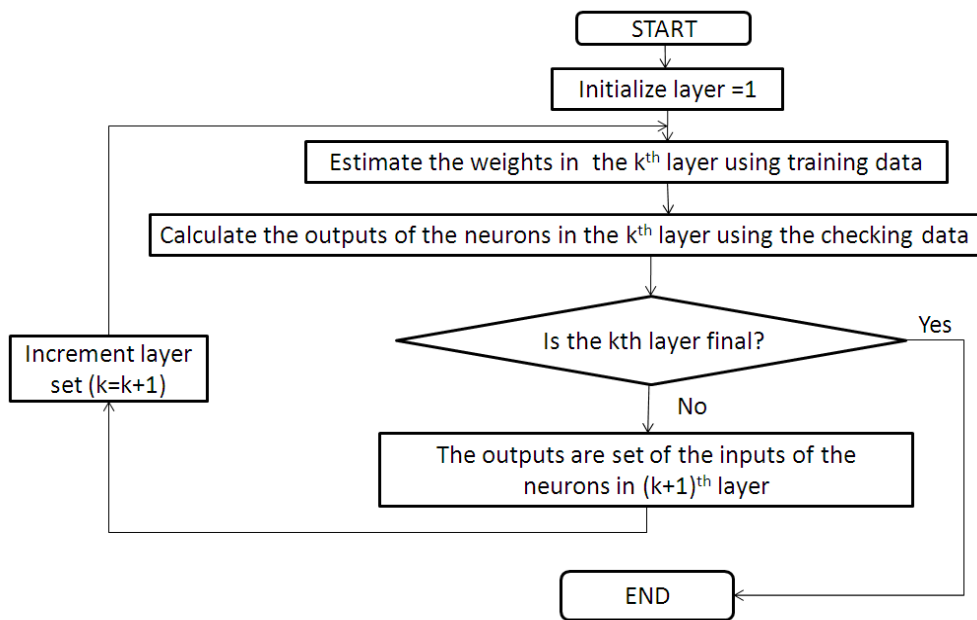 START
Initialize layer =1
Estimate the weights in the kth layer using training data
Calculate the outputs of the neurons in the kth layer using the checking data
Is the kth layer final?
Yes
Increment layer
set (k=k+1)
No
The outputs are set of the inputs of the
neurons in (k+1)th layer
END